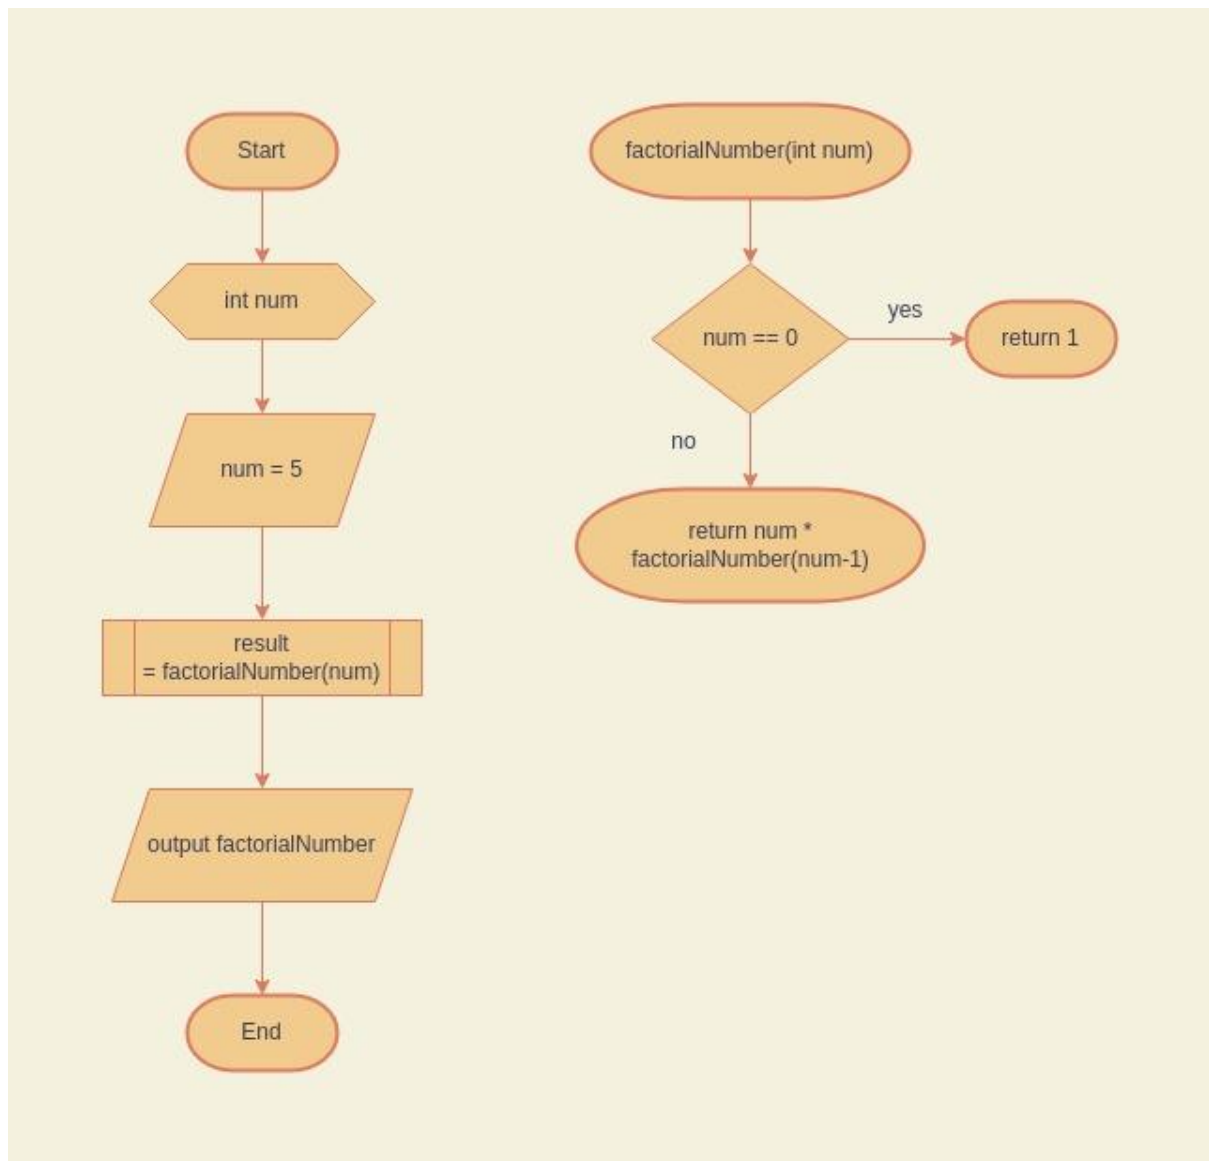 Start
int num
num = 5
result
= factorialNumber(num)
output factorialNumber
End
factorialNumber(int num)
num == 0
yes
return 1
no
return num *
factorialNumber(num-1)